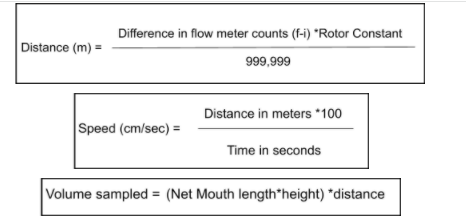 Difference in flow meter counts (f-i) *Rotor Constant
Distance (m) =
999,999
Distance in meters *100
Speed (cm/sec) =
Time in seconds
Volume sampled = (Net Mouth length*height) *distance